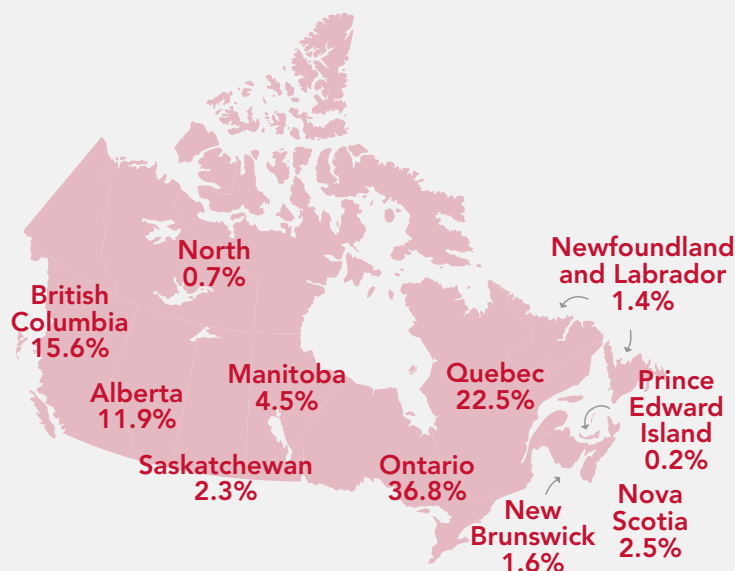 North
0.7%
British
Columbia
15.6%
Alberta
11.9%
Saskatchewan
2.3%
Manitoba
4.5%
Ontario
36.8%
Quebec
22.5%
Newfoundland
and Labrador
1.4%
Prince
Edward
Island
0.2%
Nova
Scotia
2.5%
New
Brunswick
1.6%